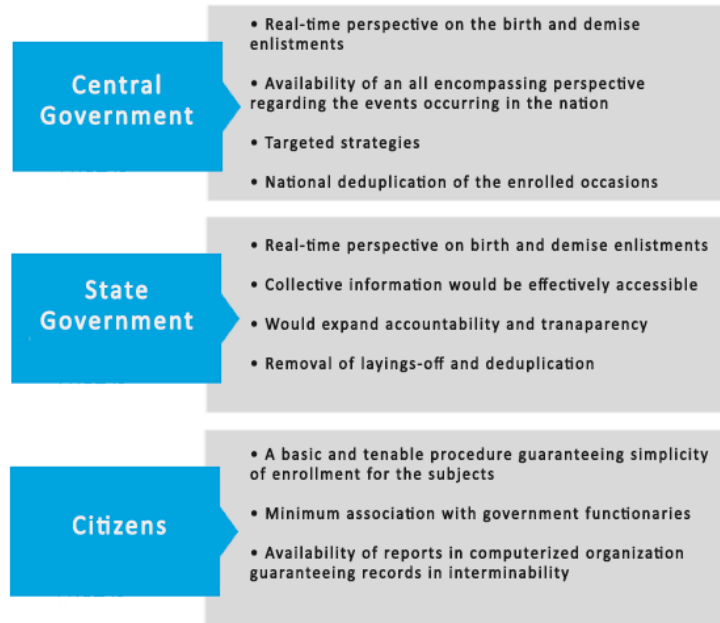 Central
Government
• Real-time perspective on the birth and demise
enlistments
• Availability of an all encompassing perspective
regarding the events occurring in the nation
• Targeted strategies
• National deduplication of the enrolled occasions
State
Government
• Real-time perspective on birth and demise enlistments
• Collective information would be effectively accessible
• Would expand accountability and tranaparency
• Removal of layings-off and deduplication
Citizens
• A basic and tenable procedure guaranteeing simplicity
of enrollment for the subjects
• Minimum association with government functionaries
• Availability of reports in computerized organization
guaranteeing records in interminability